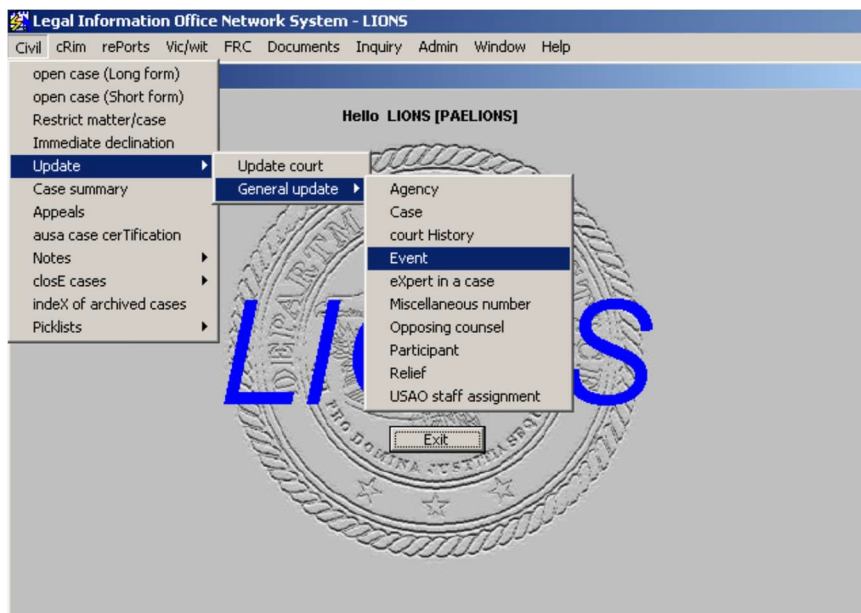 Legal Information Office Network System - LIONS
Civil cRim rePorts Vic/wit FRC Documents Inquiry Admin Window Help
open case (Long form)
open case (Short form)
Restrict matter/case
Immediate declination
Update
Case summary
Appeals
ausa case cerTification
Notes
closE cases
indeX of archived cases
Picklists
Update court
General update
Agency
Case
court History
Event
eXpert in a case
Miscellaneous number
Opposing counsel
Participant
Relief
USAO staff assignment
Hello LIONS [PAELIONS]
Exit